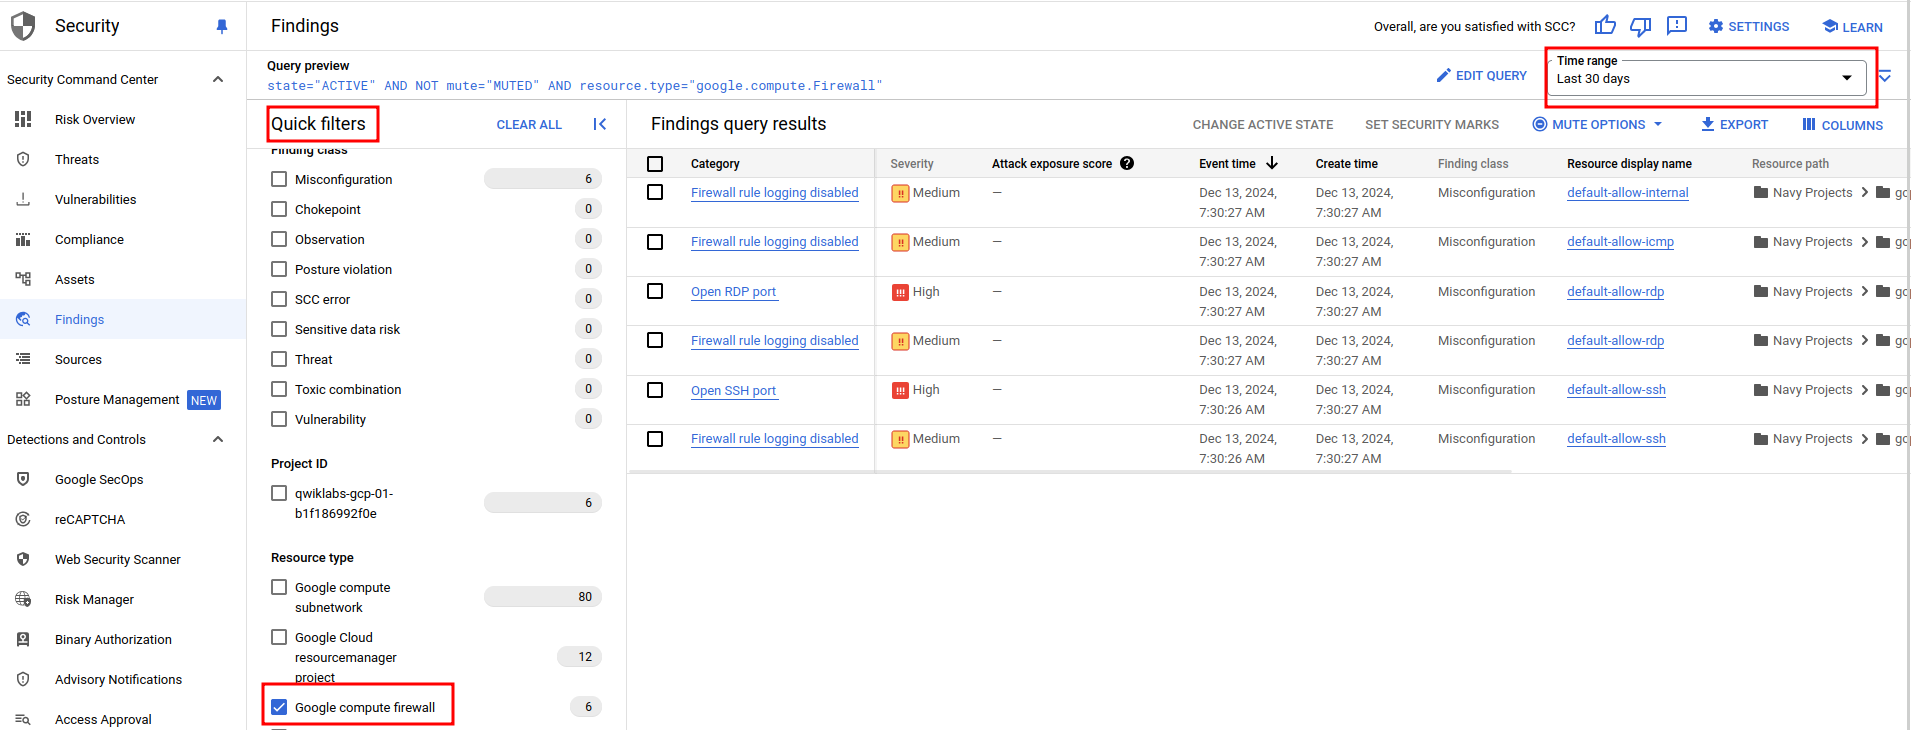 Security
Findings
Overall, are you satisfied with SCC?
SETTINGS
LEARN
Security Command Center
Risk Overview
Threats
Vulnerabilities
Compliance
Assets
Findings
Sources
Posture Management NEW
Detections and Controls
Google SecOps
reCAPTCHA
Web Security Scanner
Risk Manager
Binary Authorization
Advisory Notifications
Access Approval
Query preview
state="ACTIVE" AND NOT mute="MUTED" AND resource.type="google.compute.Firewall"
EDIT QUERY
Time range
Last 30 days
Quick filters
CLEAR ALL
Finding class
Misconfiguration 6
Chokepoint 0
Observation 0
Posture violation 0
SCC error 0
Sensitive data risk 0
Threat 0
Toxic combination 0
Vulnerability 0
Project ID
qwiklabs-gcp-01-
b1f186992f0e
6
Resource type
Google compute
subnetwork
80
Google Cloud
resourcemanager
project
12
Google compute firewall 6
Findings query results
CHANGE ACTIVE STATE
SET SECURITY MARKS
MUTE OPTIONS
EXPORT
COLUMNS
Category Severity Attack exposure score ? Event time Create time Finding class Resource display name Resource path
Firewall rule logging disabled !! Medium — Dec 13, 2024, Dec 13, 2024, Misconfiguration default-allow-internal Navy Projects
7:30:27 AM 7:30:27 AM
Firewall rule logging disabled !! Medium — Dec 13, 2024, Dec 13, 2024, Misconfiguration default-allow-icmp Navy Projects
7:30:27 AM 7:30:27 AM
Open RDP port !!! High — Dec 13, 2024, Dec 13, 2024, Misconfiguration default-allow-rdp Navy Projects
7:30:27 AM 7:30:27 AM
Firewall rule logging disabled !! Medium — Dec 13, 2024, Dec 13, 2024, Misconfiguration default-allow-rdp Navy Projects
7:30:27 AM 7:30:27 AM
Open SSH port !!! High — Dec 13, 2024, Dec 13, 2024, Misconfiguration default-allow-ssh Navy Projects
7:30:26 AM 7:30:27 AM
Firewall rule logging disabled !! Medium — Dec 13, 2024, Dec 13, 2024, Misconfiguration default-allow-ssh Navy Projects
7:30:26 AM 7:30:27 AM